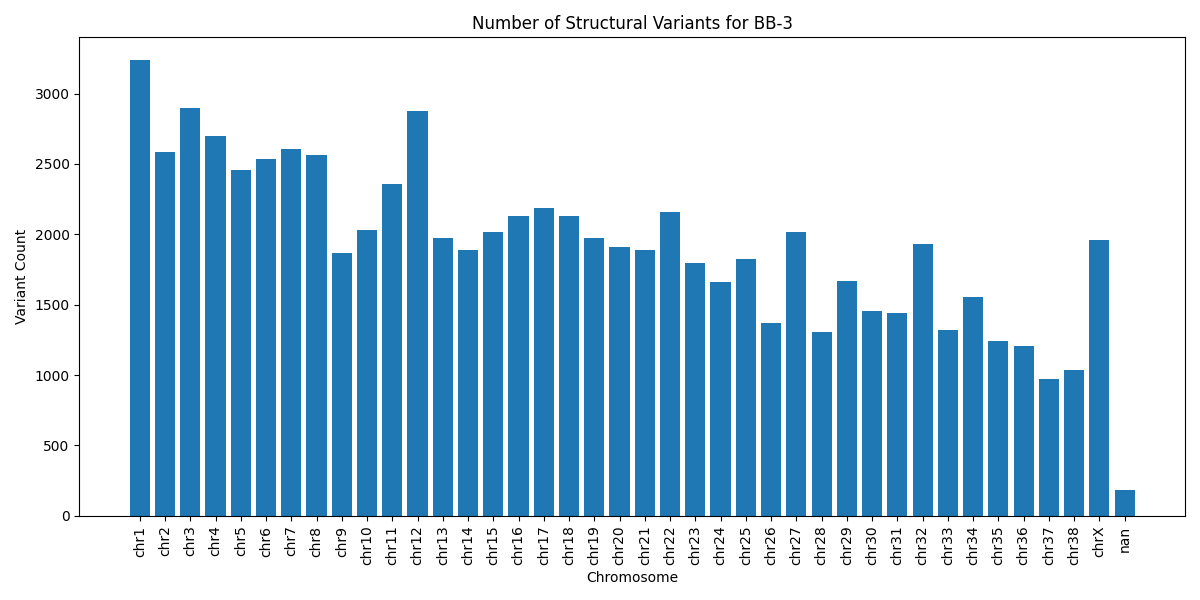 Number of Structural Variants for BB-3
Variant Count
3000
2500
2000
1500
1000
500
0
chr1
chr2
chr3
chr4
chr5
chr6
chr7
chr8
chr9
chr10
chr11
chr12
chr13
chr14
chr15
chr16
chr17
chr18
chr19
chr20
chr21
chr22
chr23
chr24
chr25
chr26
chr27
chr28
chr29
chr30
chr31
chr32
chr33
chr34
chr35
chr36
chr37
chr38
chrX
nan
Chromosome